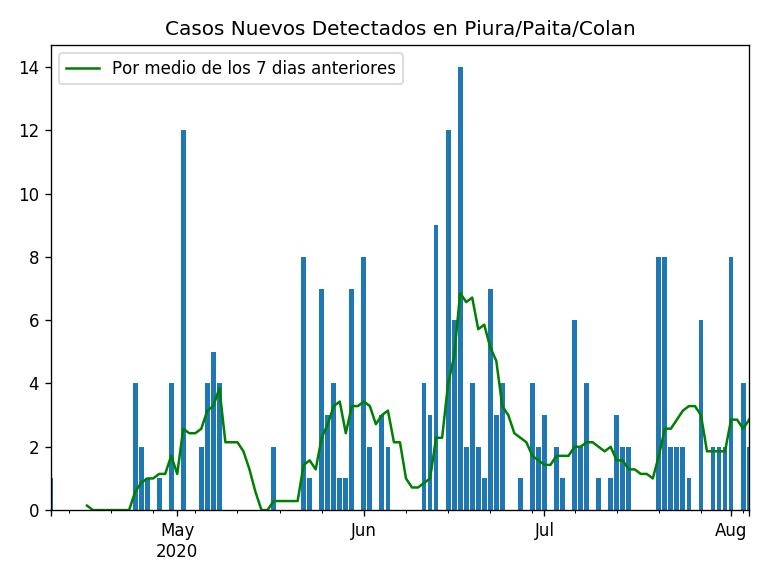 Casos Nuevos Detectados en Piura/Paita/Colan
Por medio de los 7 dias anteriores
14
12
10
8
6
4
2
0
May
2020
Jun
Jul
Aug